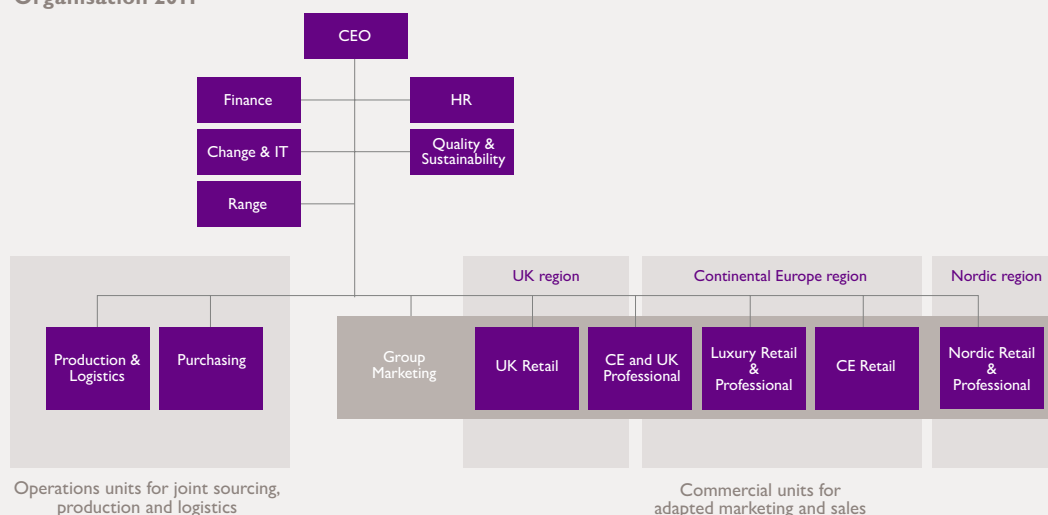 Organisation 2011
CEO
Finance
HR
Change & IT
Quality &
Sustainability
Range
UK region
Continental Europe region
Nordic region
Production &
Logistics
Purchasing
Group
Marketing
UK Retail
CE and UK
Professional
Luxury Retail
&
Professional
CE Retail
Nordic Retail
&
Professional
Operations units for joint sourcing,
production and logistics
Commercial units for
adapted marketing and sales